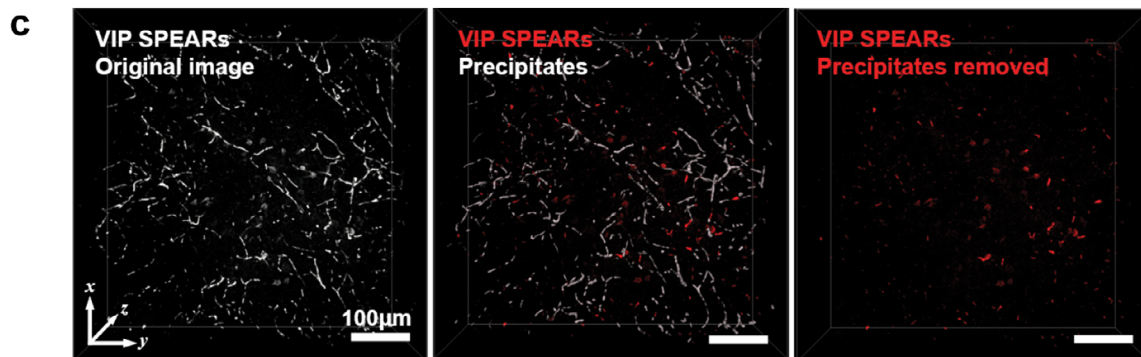 c
VIP SPEARs
Original image
x
z
y
100μm
VIP SPEARs
Precipitates
VIP SPEARs
Precipitates removed